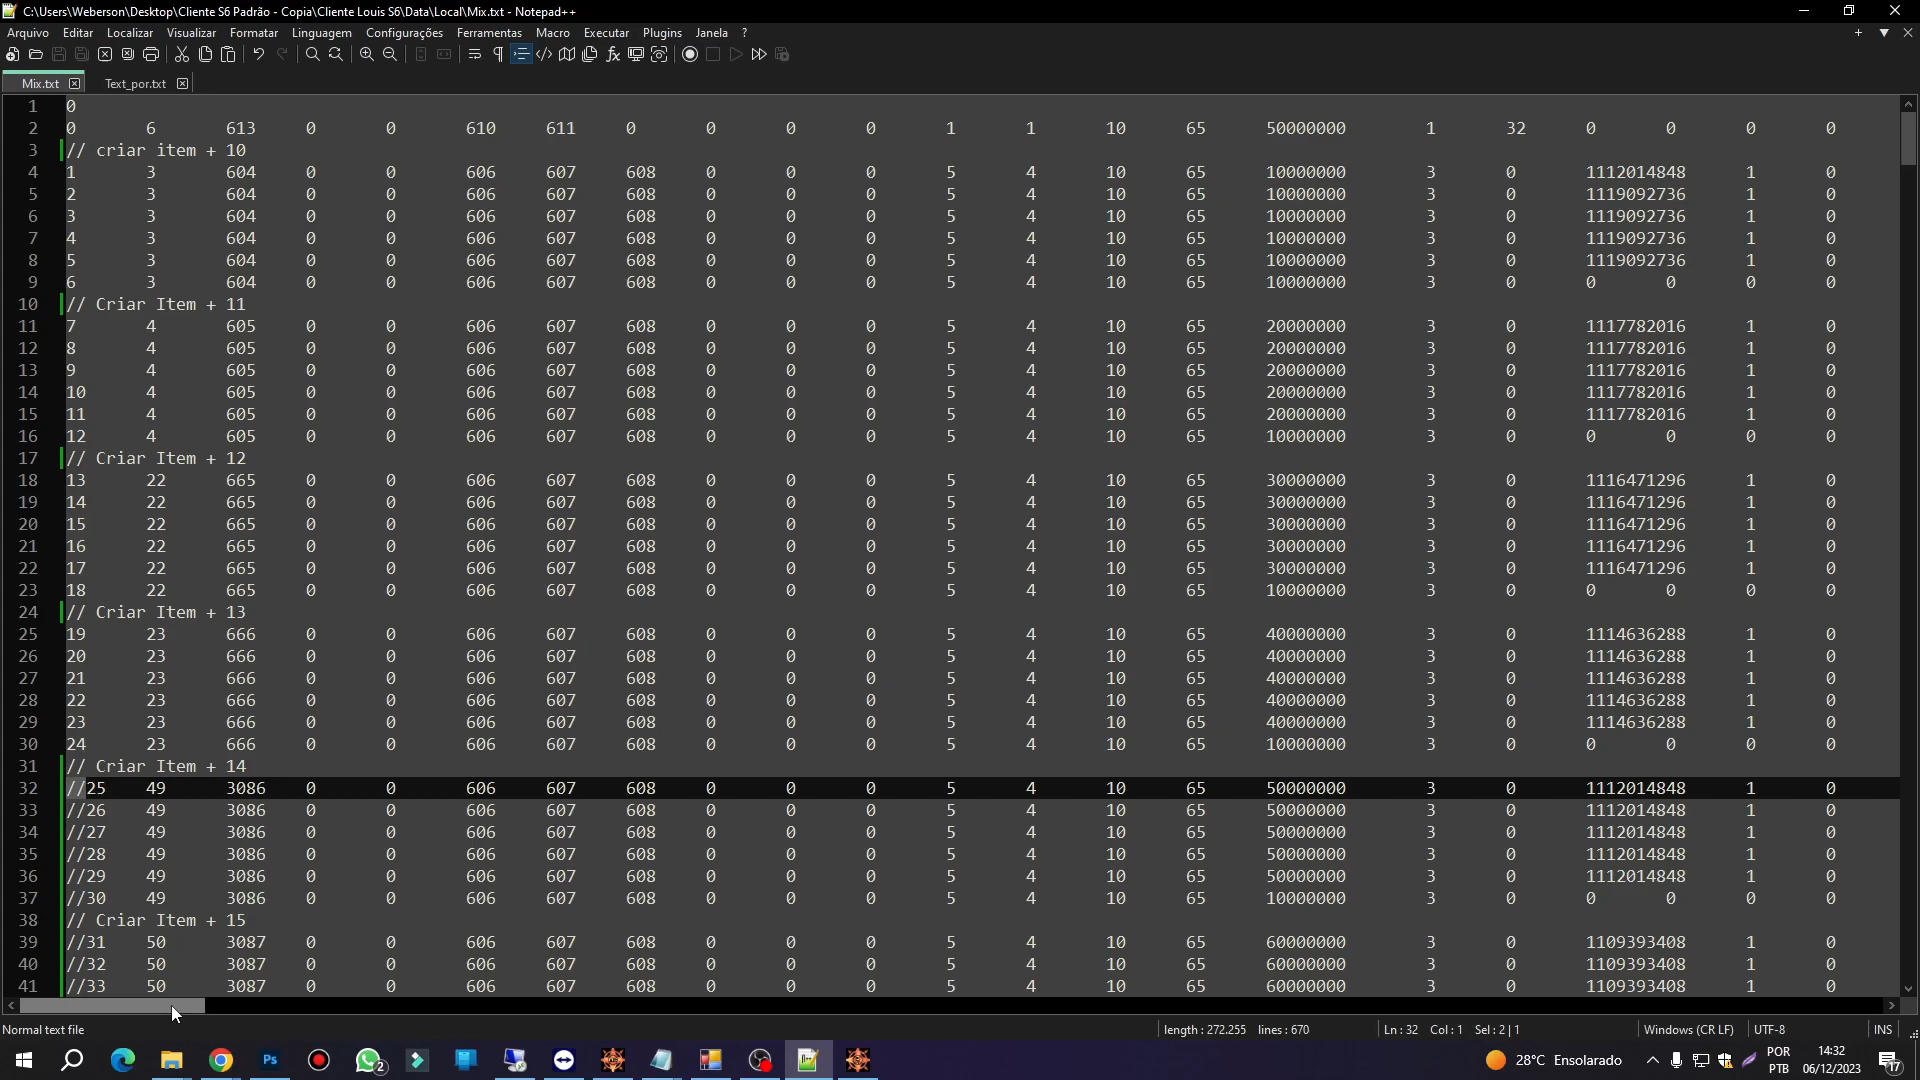 C:\Users\Weberson\Desktop\Cliente S6 Padrão - Copia\Cliente Louis S6\Data\Local\Mix.txt - Notepad++
Arquivo Editar Localizar Visualizar Formatar Linguagem Configurações Ferramentas Macro Executar Plugins Janela ?
Mix.txt Text_por.txt
1 0
2 0 6 613 0 0 610 611 0 0 0 0 1 1 10 65 50000000 1 32 0 0 0 0
3 // criar item + 10
4 1 3 604 0 0 606 607 608 0 0 0 5 4 10 65 10000000 3 0 1112014848 1 0
5 2 3 604 0 0 606 607 608 0 0 0 5 4 10 65 10000000 3 0 1119092736 1 0
6 3 3 604 0 0 606 607 608 0 0 0 5 4 10 65 10000000 3 0 1119092736 1 0
7 4 3 604 0 0 606 607 608 0 0 0 5 4 10 65 10000000 3 0 1119092736 1 0
8 5 3 604 0 0 606 607 608 0 0 0 5 4 10 65 10000000 3 0 1119092736 1 0
9 6 3 604 0 0 606 607 608 0 0 0 5 4 10 65 10000000 3 0 0 0 0 0
10 // Criar Item + 11
11 7 4 605 0 0 606 607 608 0 0 0 5 4 10 65 20000000 3 0 1117782016 1 0
12 8 4 605 0 0 606 607 608 0 0 0 5 4 10 65 20000000 3 0 1117782016 1 0
13 9 4 605 0 0 606 607 608 0 0 0 5 4 10 65 20000000 3 0 1117782016 1 0
14 10 4 605 0 0 606 607 608 0 0 0 5 4 10 65 20000000 3 0 1117782016 1 0
15 11 4 605 0 0 606 607 608 0 0 0 5 4 10 65 20000000 3 0 1117782016 1 0
16 12 4 605 0 0 606 607 608 0 0 0 5 4 10 65 10000000 3 0 0 0 0 0
17 // Criar Item + 12
18 13 22 665 0 0 606 607 608 0 0 0 5 4 10 65 30000000 3 0 1116471296 1 0
19 14 22 665 0 0 606 607 608 0 0 0 5 4 10 65 30000000 3 0 1116471296 1 0
20 15 22 665 0 0 606 607 608 0 0 0 5 4 10 65 30000000 3 0 1116471296 1 0
21 16 22 665 0 0 606 607 608 0 0 0 5 4 10 65 30000000 3 0 1116471296 1 0
22 17 22 665 0 0 606 607 608 0 0 0 5 4 10 65 30000000 3 0 1116471296 1 0
23 18 22 665 0 0 606 607 608 0 0 0 5 4 10 65 10000000 3 0 0 0 0 0
24 // Criar Item + 13
25 19 23 666 0 0 606 607 608 0 0 0 5 4 10 65 40000000 3 0 1114636288 1 0
26 20 23 666 0 0 606 607 608 0 0 0 5 4 10 65 40000000 3 0 1114636288 1 0
27 21 23 666 0 0 606 607 608 0 0 0 5 4 10 65 40000000 3 0 1114636288 1 0
28 22 23 666 0 0 606 607 608 0 0 0 5 4 10 65 40000000 3 0 1114636288 1 0
29 23 23 666 0 0 606 607 608 0 0 0 5 4 10 65 40000000 3 0 1114636288 1 0
30 24 23 666 0 0 606 607 608 0 0 0 5 4 10 65 10000000 3 0 0 0 0 0
31 // Criar Item + 14
32 //25 49 3086 0 0 606 607 608 0 0 0 5 4 10 65 50000000 3 0 1112014848 1 0
33 //26 49 3086 0 0 606 607 608 0 0 0 5 4 10 65 50000000 3 0 1112014848 1 0
34 //27 49 3086 0 0 606 607 608 0 0 0 5 4 10 65 50000000 3 0 1112014848 1 0
35 //28 49 3086 0 0 606 607 608 0 0 0 5 4 10 65 50000000 3 0 1112014848 1 0
36 //29 49 3086 0 0 606 607 608 0 0 0 5 4 10 65 50000000 3 0 1112014848 1 0
37 //30 49 3086 0 0 606 607 608 0 0 0 5 4 10 65 10000000 3 0 0 0 0 0
38 // Criar Item + 15
39 //31 50 3087 0 0 606 607 608 0 0 0 5 4 10 65 60000000 3 0 1109393408 1 0
40 //32 50 3087 0 0 606 607 608 0 0 0 5 4 10 65 60000000 3 0 1109393408 1 0
41 //33 50 3087 0 0 606 607 608 0 0 0 5 4 10 65 60000000 3 0 1109393408 1 0
Normal text file length : 272.255 lines : 670 Ln : 32 Col : 1 Sel : 2 | 1 Windows (CR LF) UTF-8 INS
Ps 2 28°C Ensolarado POR 14:32
PTB 06/12/2023 17